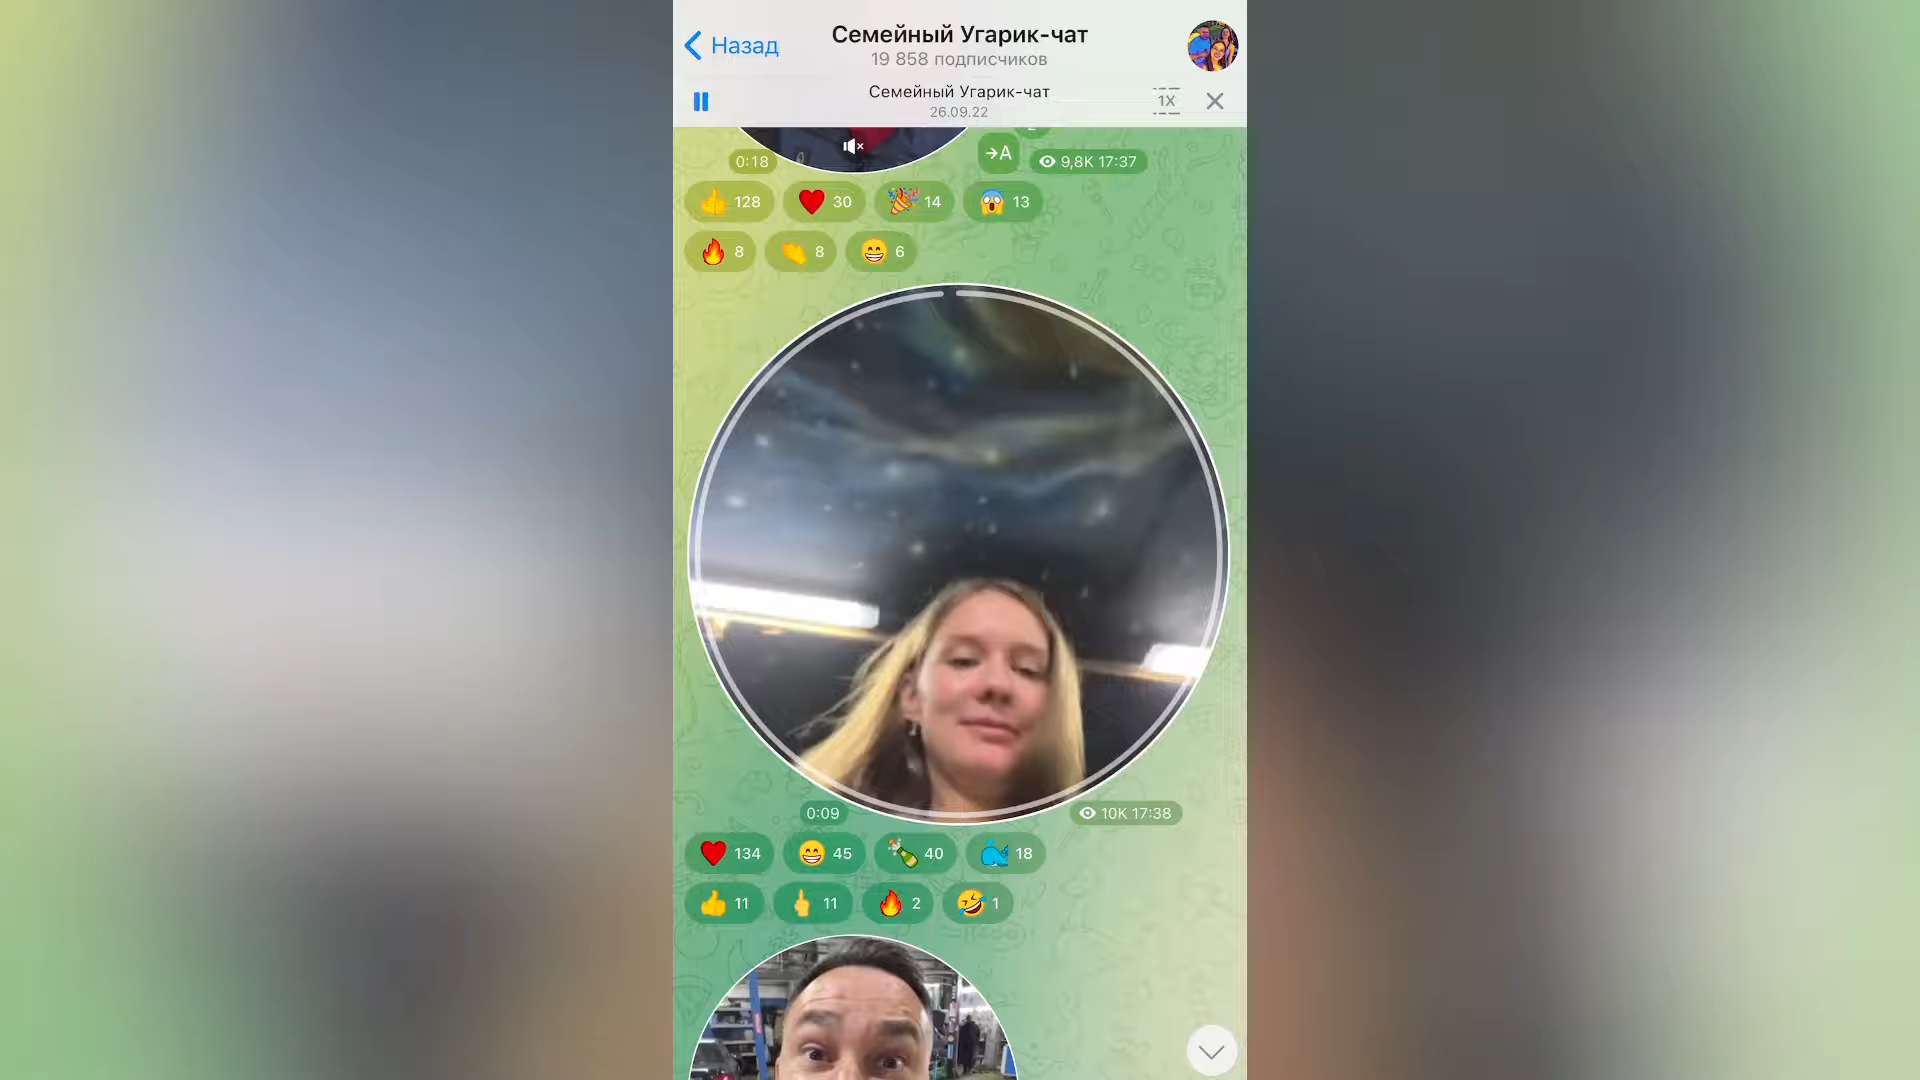 Назад
Семейный Угарик-чат
19 858 подписчиков
Семейный Угарик-чат
26.09.22
1X
0:18
→A
9,8K 17:37
128
30
14
13
8
8
6
0:09
10K 17:38
134
45
40
18
11
11
2
1